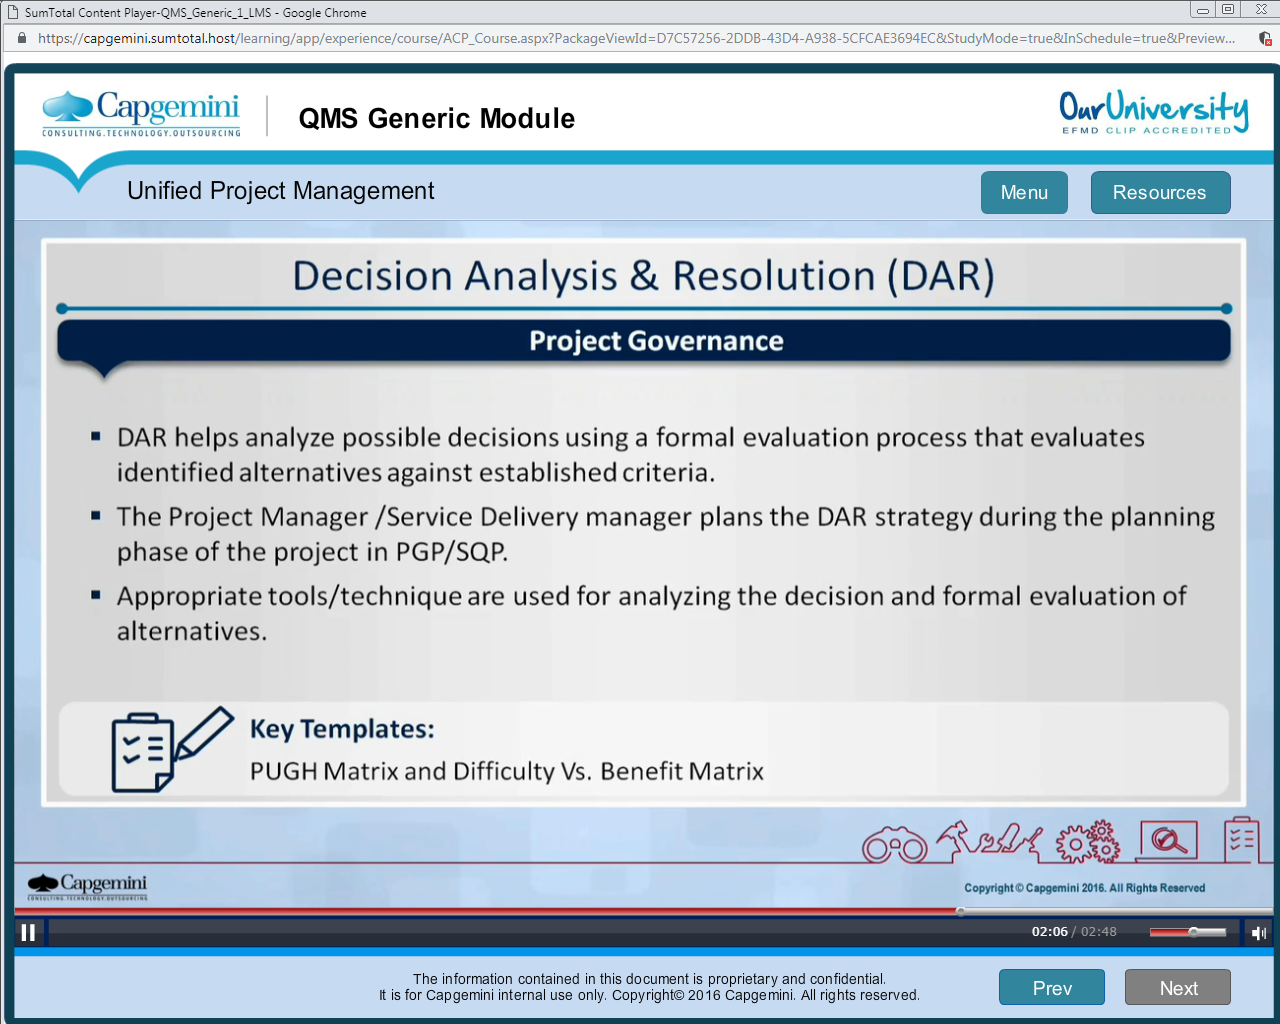 SumTotal Content Player-QMS_Generic_1_LMS - Google Chrome
https://capgemini.sumtotal.host/learning/app/experience/course/ACP_Course.aspx?PackageViewId=D7C57256-2DDB-43D4-A938-5CFCAE3694EC&StudyMode=true&InSchedule=true&Preview...
Capgemini
CONSULTING.TECHNOLOGY.OUTSOURCING
QMS Generic Module
OurUniversity
EFMD CLIP ACCREDITED
Unified Project Management
Menu
Resources
Decision Analysis & Resolution (DAR)
Project Governance
▪ DAR helps analyze possible decisions using a formal evaluation process that evaluates
identified alternatives against established criteria.
▪ The Project Manager /Service Delivery manager plans the DAR strategy during the planning
phase of the project in PGP/SQP.
▪ Appropriate tools/technique are used for analyzing the decision and formal evaluation of
alternatives.
Key Templates:
PUGH Matrix and Difficulty Vs. Benefit Matrix
Capgemini
CONSULTING.TECHNOLOGY.OUTSOURCING
Copyright © Capgemini 2016. All Rights Reserved
02:06 / 02:48
The information contained in this document is proprietary and confidential.
It is for Capgemini internal use only. Copyright© 2016 Capgemini. All rights reserved.
Prev
Next